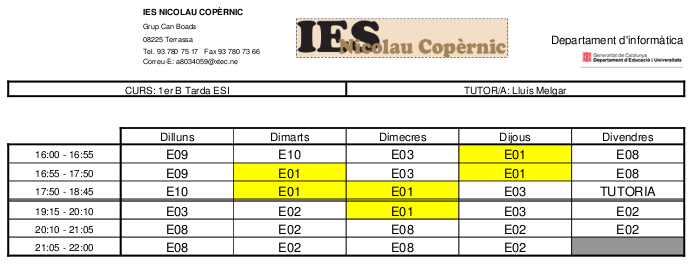 IES NICOLAU COPÈRNIC
Grup Can Boada
08225 Terrassa
Tel. 93 780 75 17 Fax 93 780 73 66
Correu-E: a8034059@xtec.ne
IES
Nicolau Copèrnic
Departament d'informàtica
Generalitat de Catalunya
Departament d'Educació i Universitats
CURS: 1er B Tarda ESI TUTOR/A: Lluís Melgar
Dilluns Dimarts Dimecres Dijous Divendres
16:00 - 16:55 E09 E10 E03 E01 E08
16:55 - 17:50 E09 E01 E03 E01 E08
17:50 - 18:45 E10 E01 E01 E03 TUTORIA
19:15 - 20:10 E03 E02 E01 E03 E02
20:10 - 21:05 E08 E02 E08 E02 E02
21:05 - 22:00 E08 E02 E08 E02